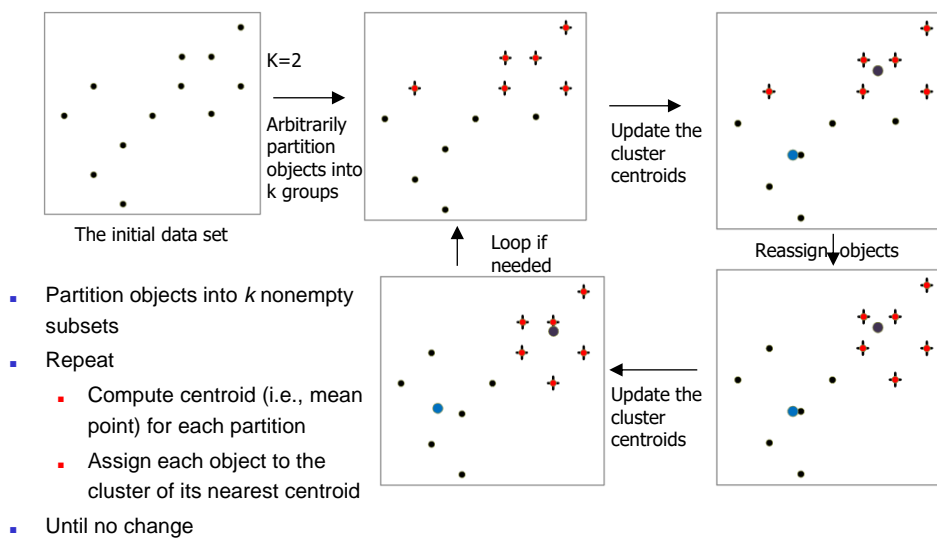 K=2
Arbitrarily
partition
objects into
k groups
Update the
cluster
centroids
The initial data set
Loop if
needed
Reassign objects
Update the
cluster
centroids
Partition objects into k nonempty
subsets
Repeat
Compute centroid (i.e., mean
point) for each partition
Assign each object to the
cluster of its nearest centroid
Until no change